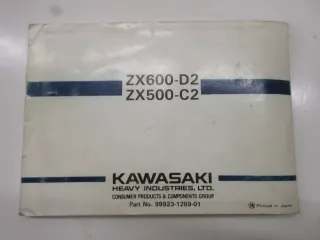 ZX600-D2
ZX500-C2
KAWASAKI
HEAVY INDUSTRIES, LTD.
CONSUMER PRODUCTS & COMPONENTS GROUP
Part No. 99923-1289-01
Printed in Japan